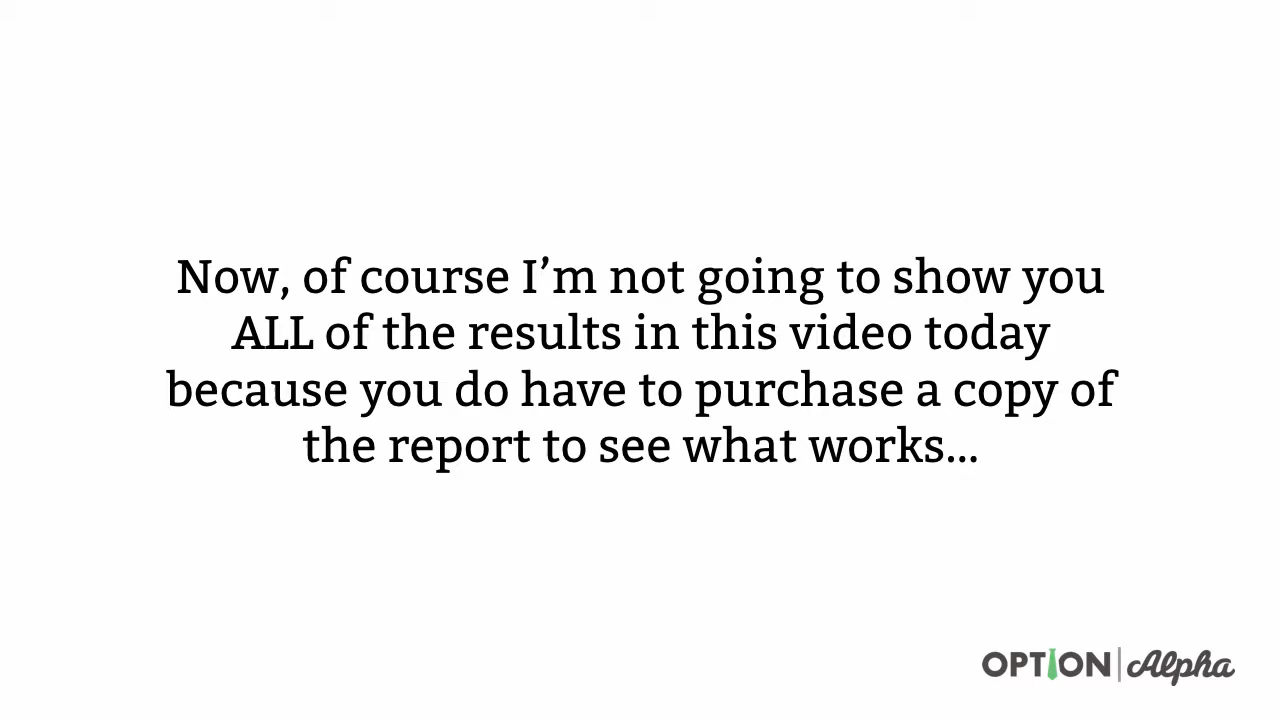 Now, of course I’m not going to show you
ALL of the results in this video today
because you do have to purchase a copy of
the report to see what works...
OPTION | Alpha